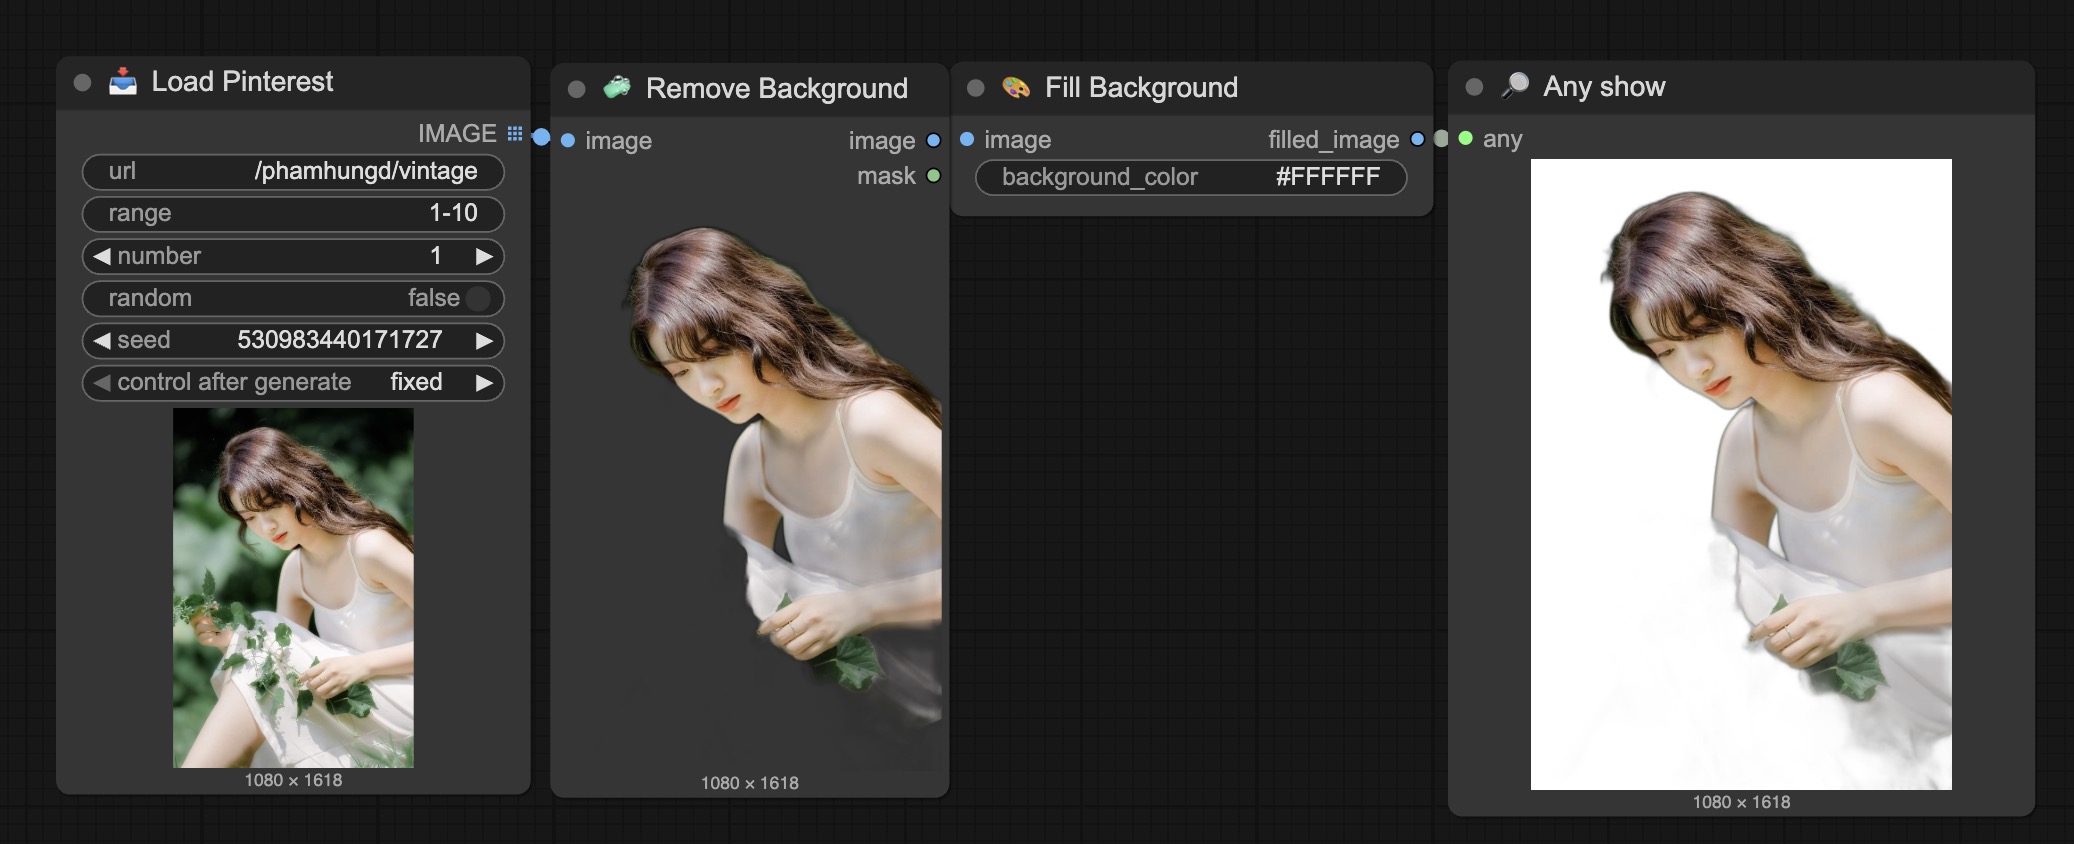 Load Pinterest
IMAGE
url /phamhungd/vintage
range 1-10
number 1
random false
seed 530983440171727
control after generate fixed
1080 × 1618
Remove Background
image image
mask
1080 × 1618
Fill Background
image filled_image
background_color #FFFFFF
Any show
any
1080 × 1618